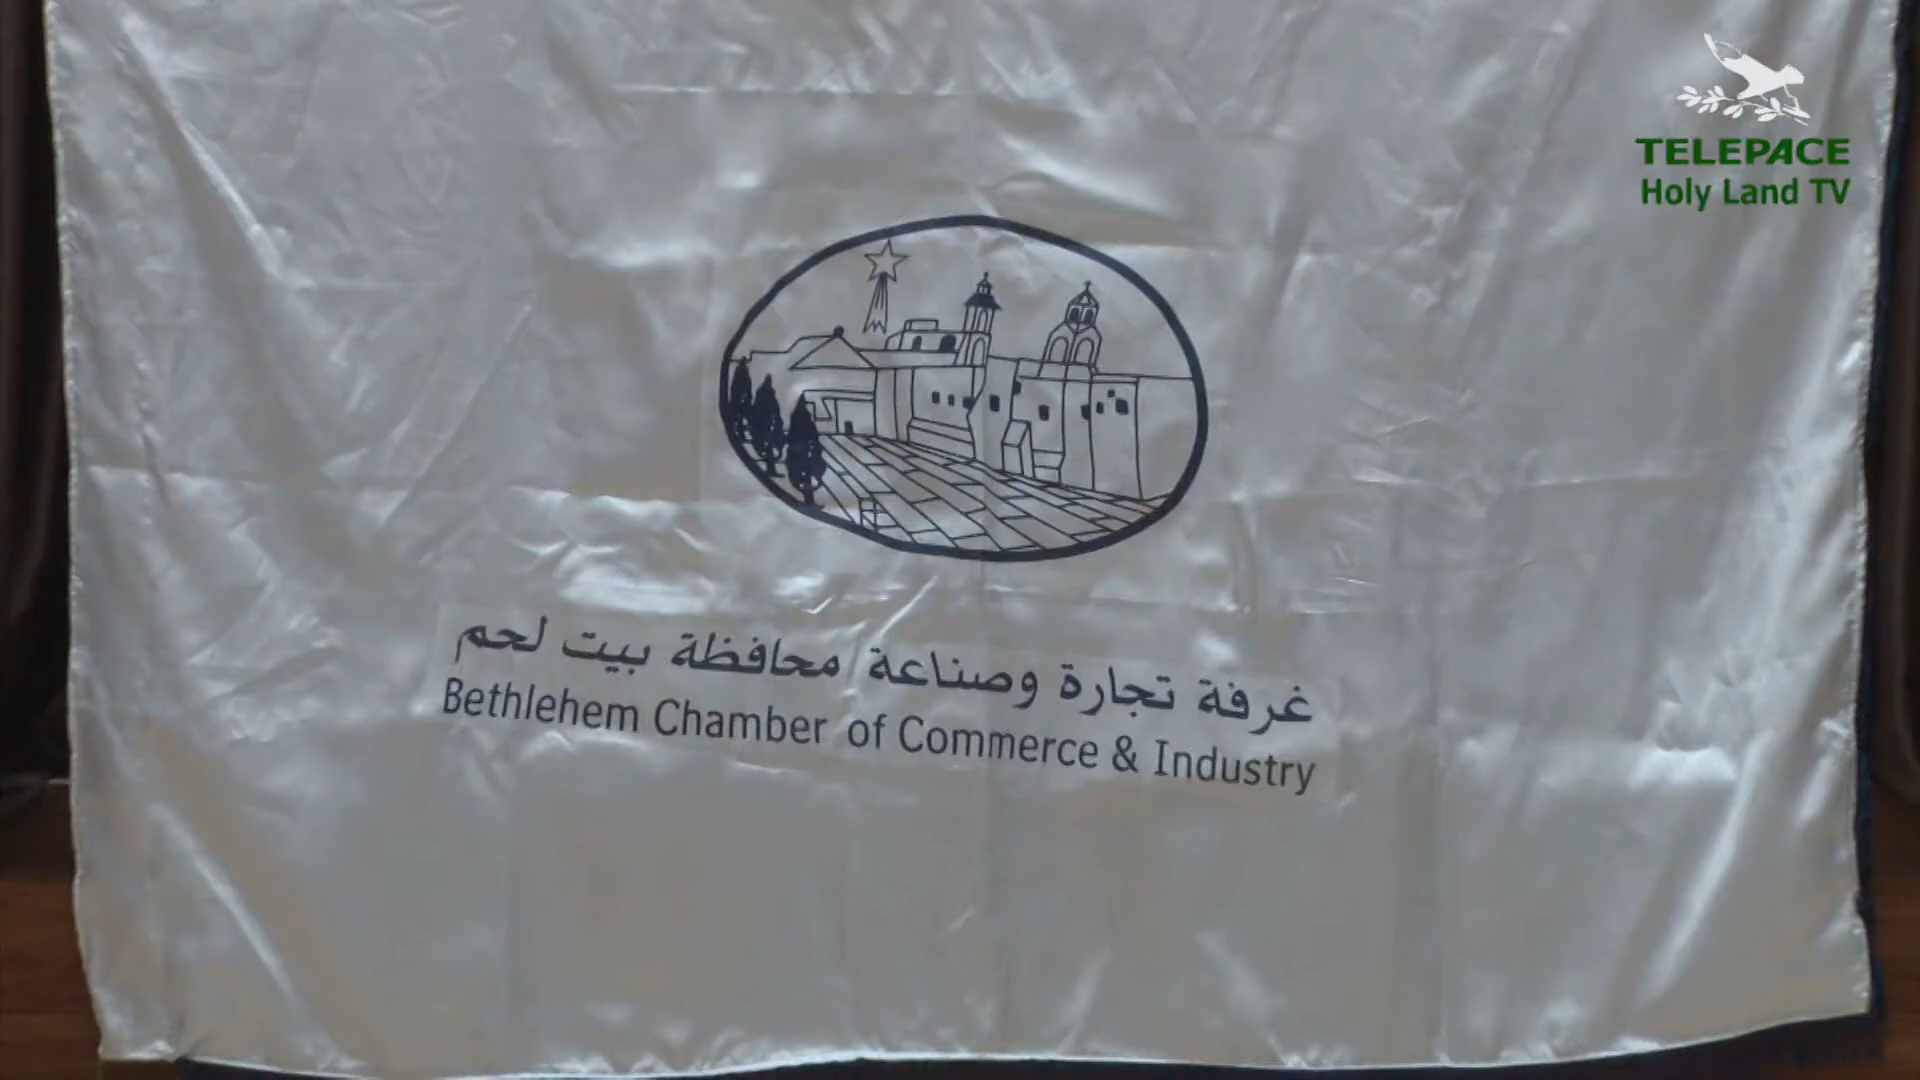 TELEPACE
Holy Land TV
غرفة تجارة وصناعة محافظة بيت لحم
Bethlehem Chamber of Commerce & Industry